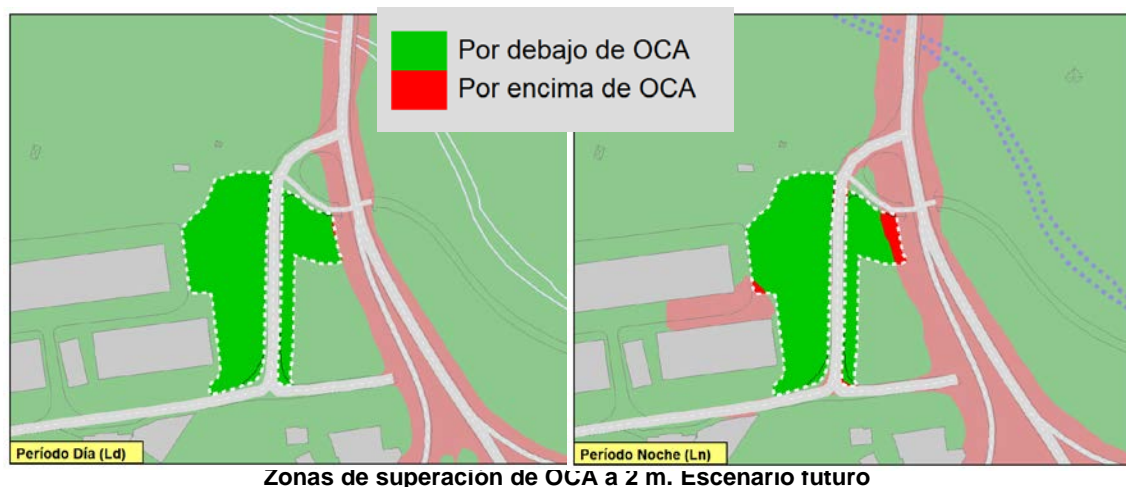 Por debajo de OCA
Por encima de OCA
Período Día (Ld)
Período Noche (Ln)
Zonas de superación de OCA a 2 m. Escenario futuro